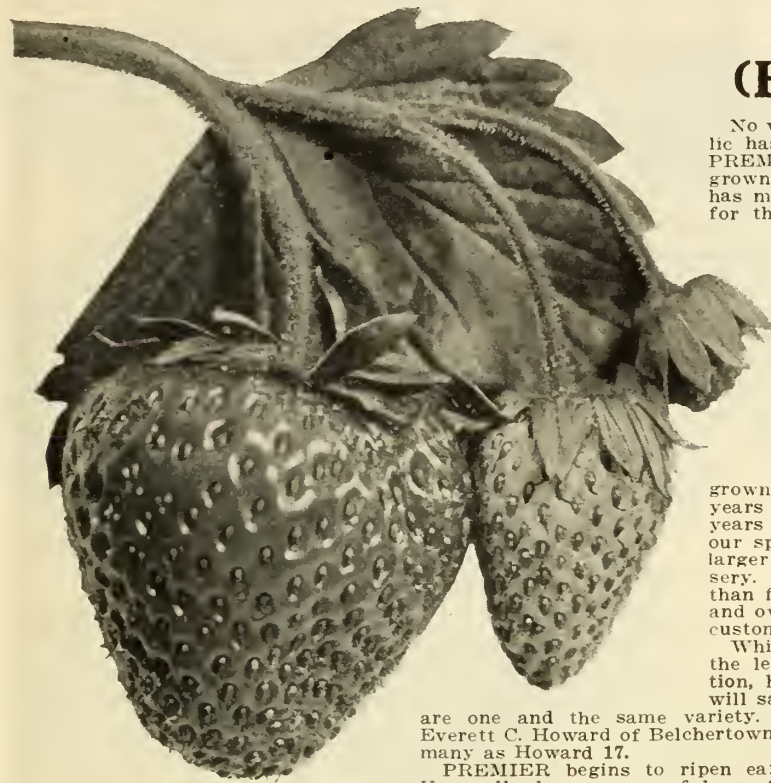 (
No v
lic ha
PREM
grown
has m
for th
grown
years
years
our sp
larger
sery.
than f
and ov
custon
Whi
the le
tion, h
will sa
are one and the same variety.
Everett C. Howard of Belchertown
many as Howard 17.
PREMIER begins to ripen ea